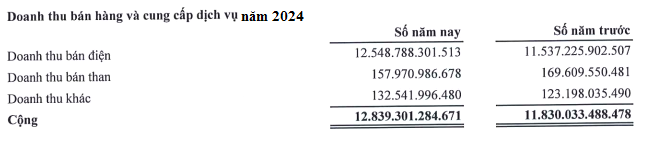 Doanh thu bán hàng và cung cấp dịch vụ năm 2024
Số năm nay Số năm trước
Doanh thu bán điện 12.548.788.301.513 11.537.225.902.507
Doanh thu bán than 157.970.986.678 169.609.550.481
Doanh thu khác 132.541.996.480 123.198.035.490
Cộng 12.839.301.284.671 11.830.033.488.478